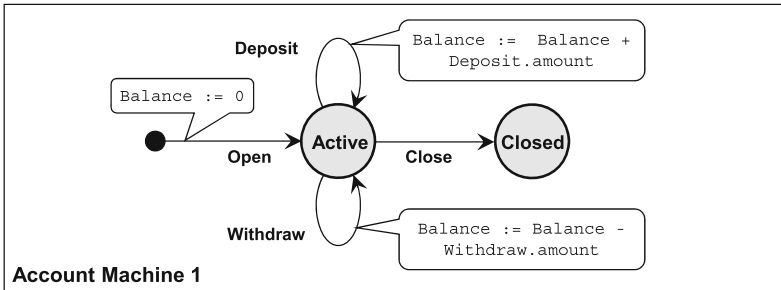 Deposit
Balance := Balance +
Deposit.amount
Balance := 0
Active
Closed
Open
Close
Withdraw
Balance := Balance -
Withdraw.amount
Account Machine 1